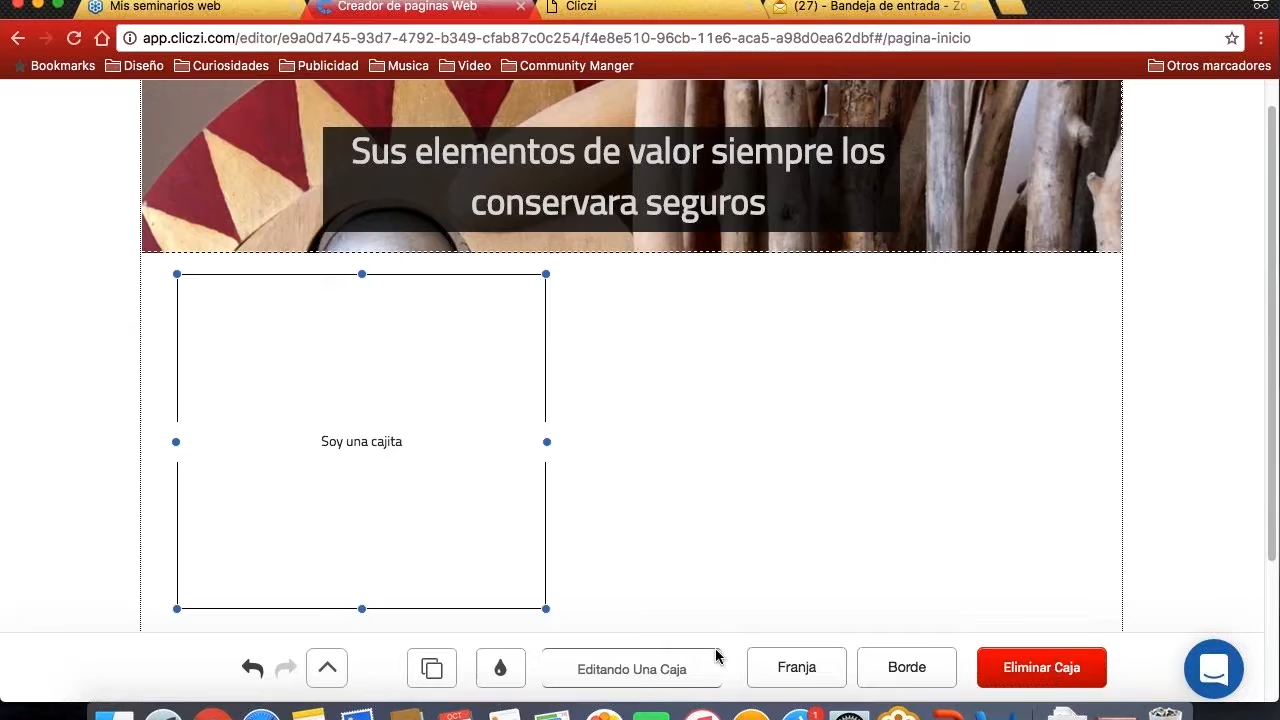 Mis seminarios web
Creador de paginas Web
Cliczi
(27) - Bandeja de entrada - Zo
app.cliczi.com/editor/e9a0d745-93d7-4792-b349-cfab87c0c254/f4e8e510-96cb-11e6-aca5-a98d0ea62dbf#/pagina-inicio
Bookmarks
Diseño
Curiosidades
Publicidad
Musica
Video
Community Manger
Otros marcadores
Sus elementos de valor siempre los
conservara seguros
Soy una cajita
Editando Una Caja
Franja
Borde
Eliminar Caja
OCT
1